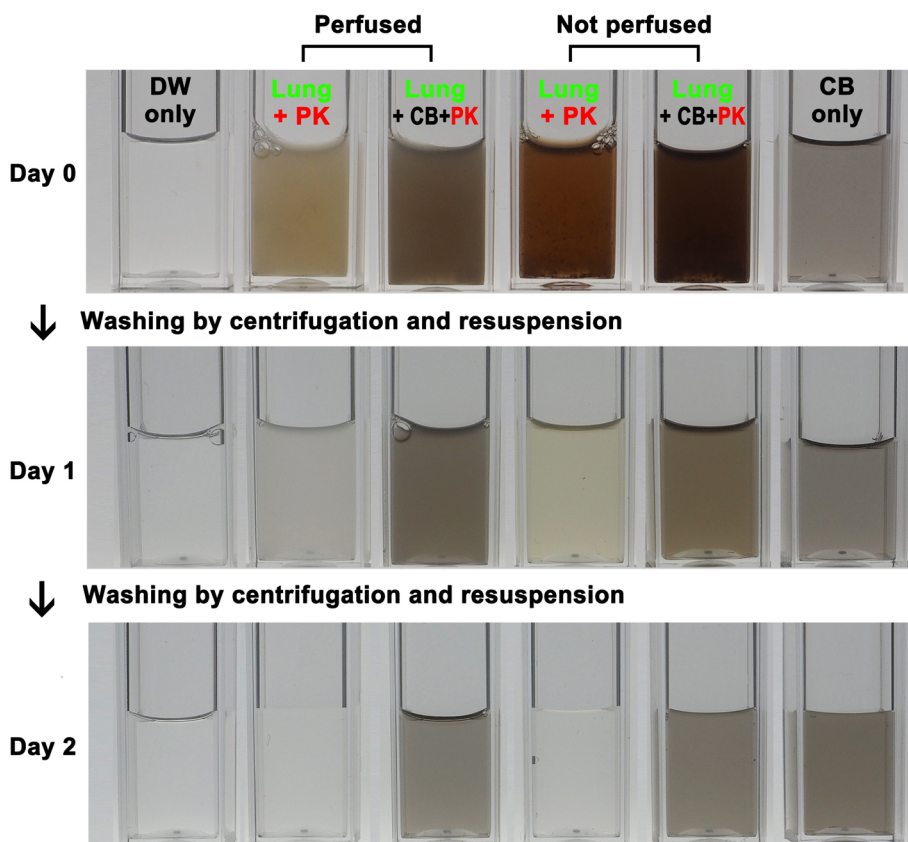 Perfused
Not perfused
DW
only
Lung
+ PK
Lung
+ CB+PK
Lung
+ PK
Lung
+ CB+PK
CB
only
Day 0
Washing by centrifugation and resuspension
Day 1
Washing by centrifugation and resuspension
Day 2